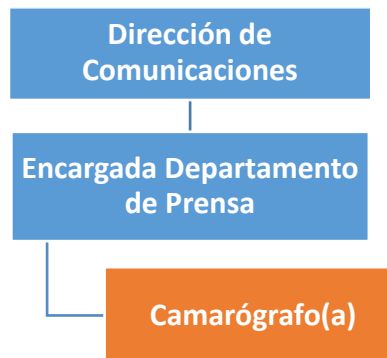 Dirección de
Comunicaciones
Encargada Departamento
de Prensa
Camarógrafo(a)